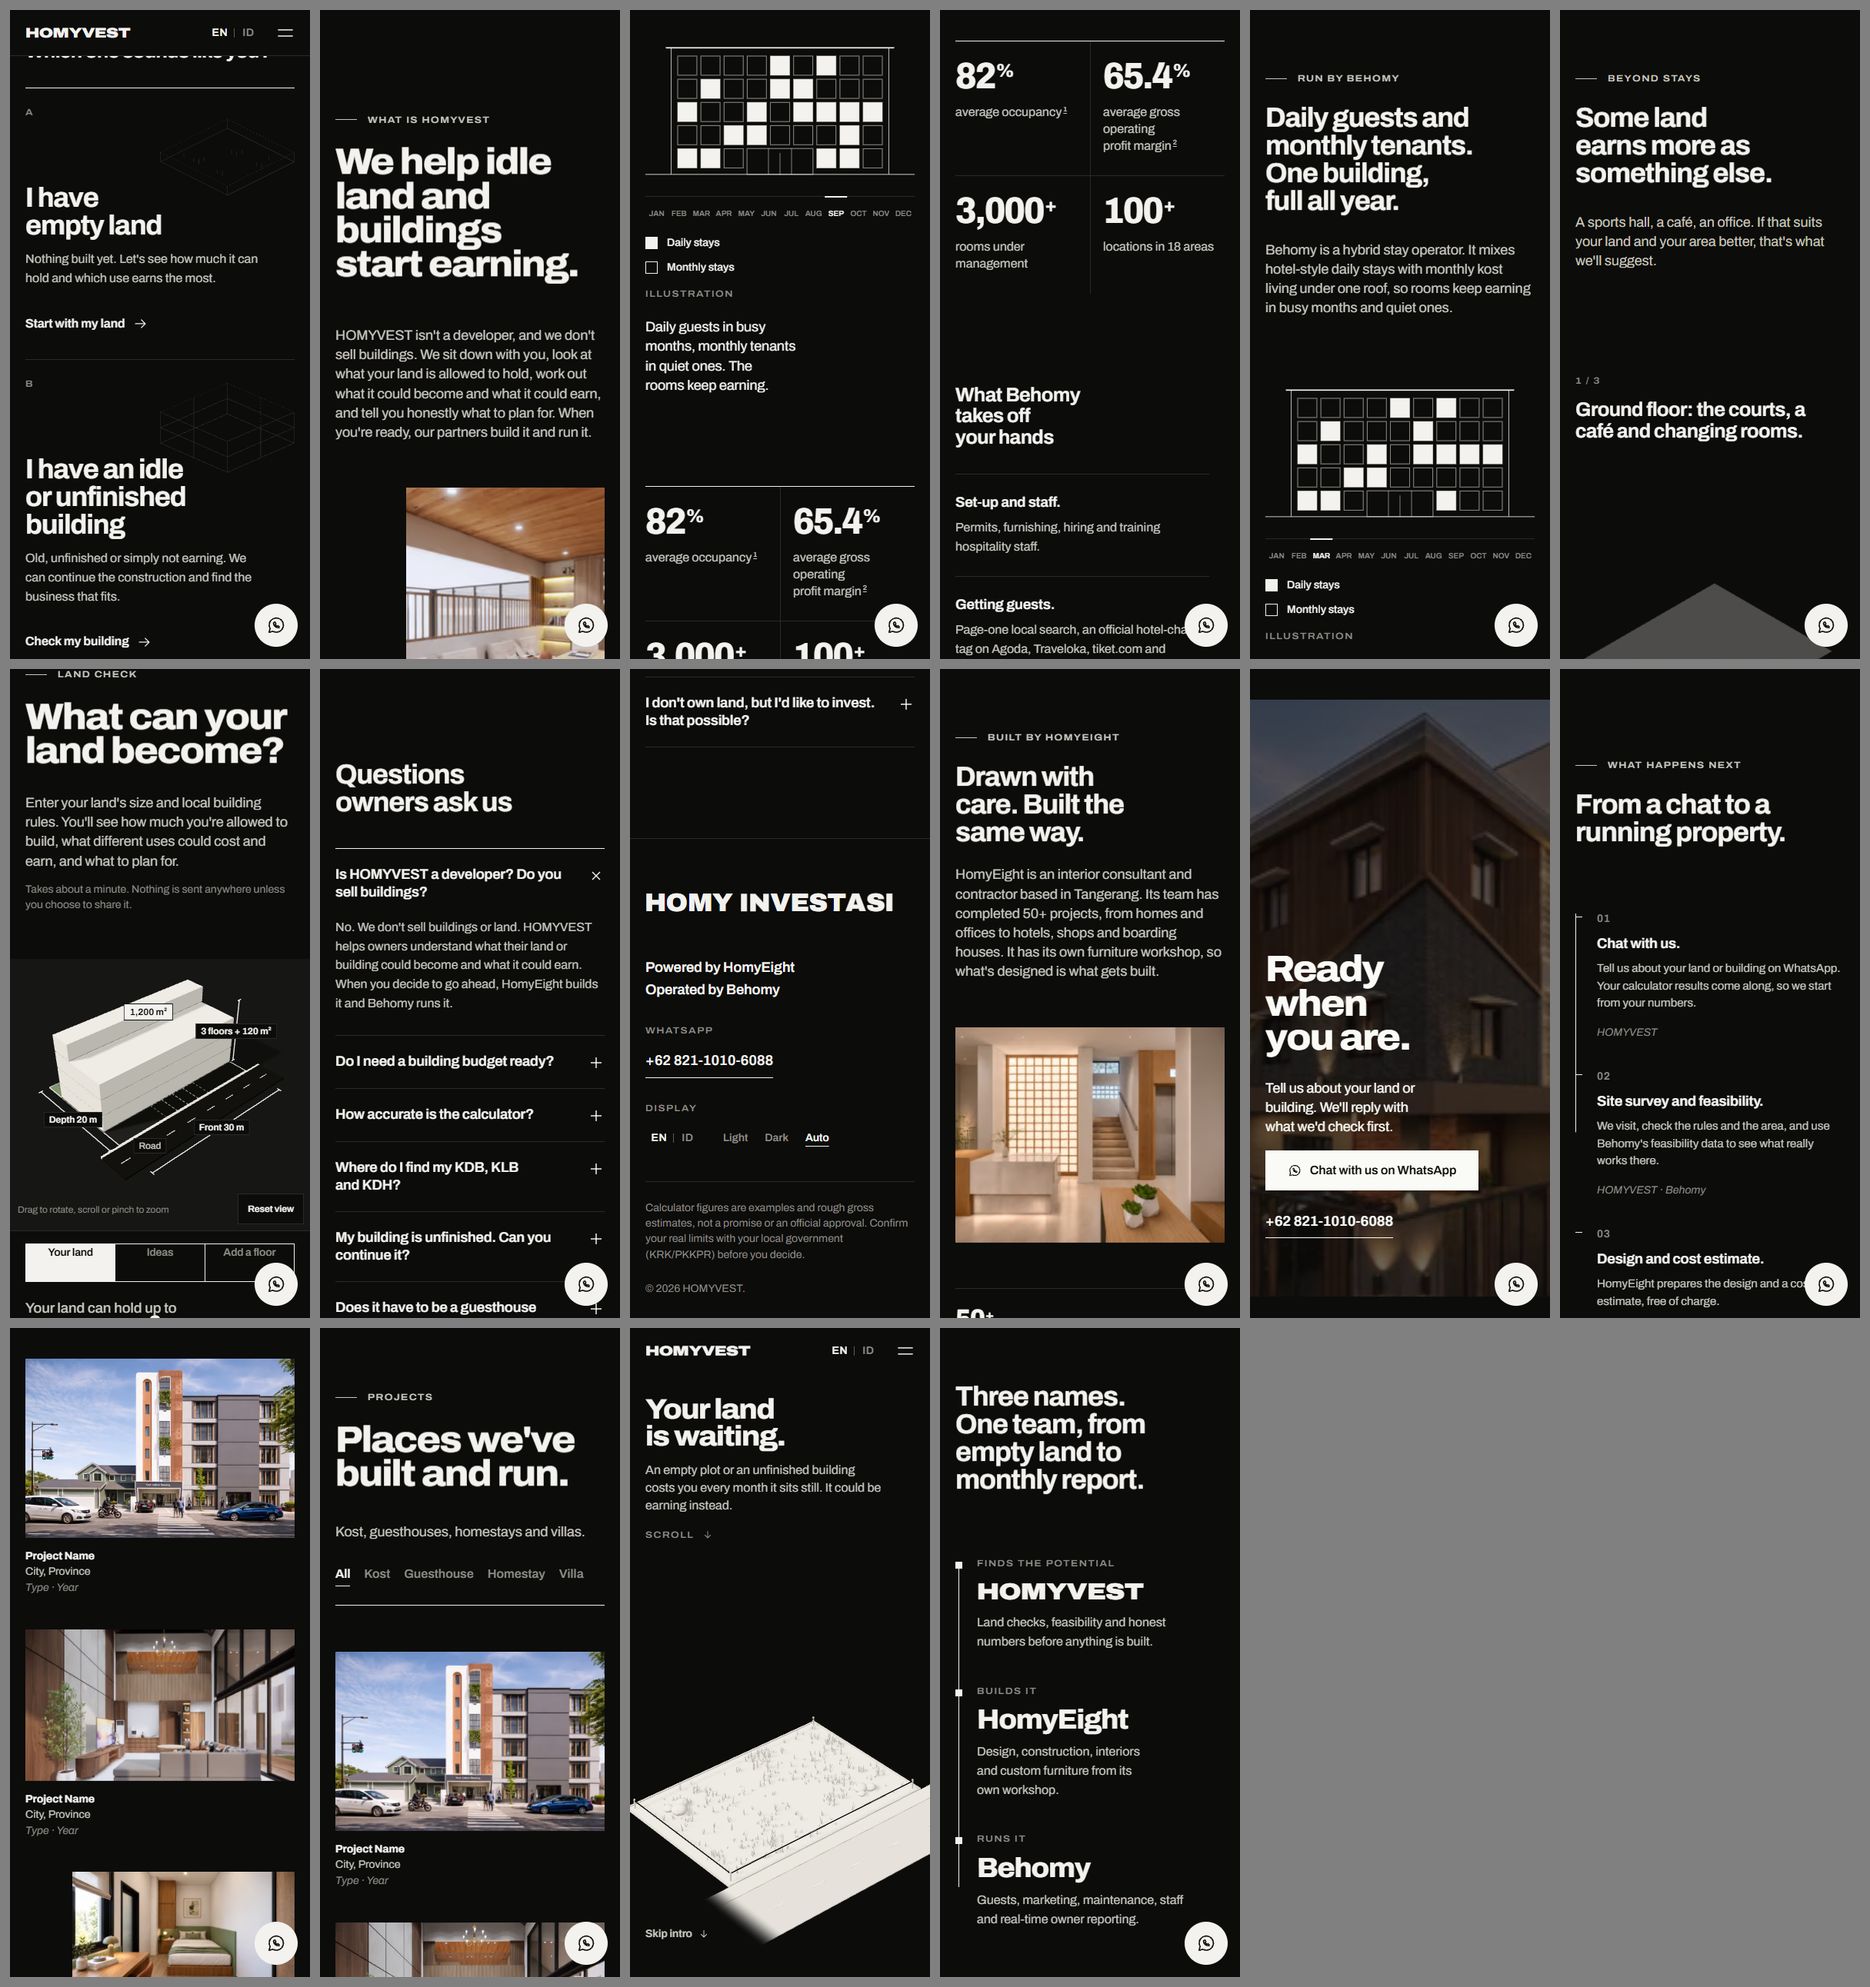 HOMYVEST
EN | ID
Which one sounds like you?
A
I have
empty land
Nothing built yet. Let's see how much it can
hold and which use earns the most.
Start with my land →
B
I have an idle
or unfinished
building
Old, unfinished or simply not earning. We
can continue the construction and find the
business that fits.
Check my building →
WHAT IS HOMYVEST
We help idle
land and
buildings
start earning.
HOMYVEST isn't a developer, and we don't
sell buildings. We sit down with you, look at
what your land is allowed to hold, work out
what it could become and what it could earn,
and tell you honestly what to plan for. When
you're ready, our partners build it and run it.
JAN FEB MAR APR MAY JUN JUL AUG SEP OCT NOV DEC
Daily stays
Monthly stays
ILLUSTRATION
Daily guests in busy
months, monthly tenants
in quiet ones. The
rooms keep earning.
82%
average occupancy1
65.4%
average gross
operating
profit margin2
3,000+
100+
82%
average occupancy1
65.4%
average gross
operating
profit margin2
3,000+
rooms under
management
100+
locations in 18 areas
What Behomy
takes off
your hands
Set-up and staff.
Permits, furnishing, hiring and training
hospitality staff.
Getting guests.
Page-one local search, an official hotel-cha
tag on Agoda, Traveloka, tiket.com and
RUN BY BEHOMY
Daily guests and
monthly tenants.
One building,
full all year.
Behomy is a hybrid stay operator. It mixes
hotel-style daily stays with monthly kost
living under one roof, so rooms keep earning
in busy months and quiet ones.
JAN FEB MAR APR MAY JUN JUL AUG SEP OCT NOV DEC
Daily stays
Monthly stays
ILLUSTRATION
BEYOND STAYS
Some land
earns more as
something else.
A sports hall, a café, an office. If that suits
your land and your area better, that's what
we'll suggest.
1 / 3
Ground floor: the courts, a
café and changing rooms.
LAND CHECK
What can your
land become?
Enter your land's size and local building
rules. You'll see how much you're allowed to
build, what different uses could cost and
earn, and what to plan for.
Takes about a minute. Nothing is sent anywhere unless
you choose to share it.
1,200 m²
3 floors + 120 m²
Depth 20 m
Front 30 m
Road
Drag to rotate, scroll or pinch to zoom
Reset view
Your land
Ideas
Add a floor
Your land can hold up to
Questions
owners ask us
Is HOMYVEST a developer? Do you
sell buildings?
No. We don't sell buildings or land. HOMYVEST
helps owners understand what their land or
building could become and what it could earn.
When you decide to go ahead, HomyEight builds
it and Behomy runs it.
Do I need a building budget ready?
How accurate is the calculator?
Where do I find my KDB, KLB
and KDH?
My building is unfinished. Can you
continue it?
Does it have to be a guesthouse
I don't own land, but I'd like to invest.
Is that possible?
HOMY INVESTASI
Powered by HomyEight
Operated by Behomy
WHATSAPP
+62 821-1010-6088
DISPLAY
EN | ID Light Dark Auto
Calculator figures are examples and rough gross
estimates, not a promise or an official approval. Confirm
your real limits with your local government
(KRK/PKKPR) before you decide.
© 2026 HOMYVEST.
BUILT BY HOMYEIGHT
Drawn with
care. Built the
same way.
HomyEight is an interior consultant and
contractor based in Tangerang. Its team has
completed 50+ projects, from homes and
offices to hotels, shops and boarding
houses. It has its own furniture workshop, so
what's designed is what gets built.
50+
Ready
when
you are.
Tell us about your land or
building. We'll reply with
what we'd check first.
Chat with us on WhatsApp
+62 821-1010-6088
WHAT HAPPENS NEXT
From a chat to a
running property.
01
Chat with us.
Tell us about your land or building on WhatsApp.
Your calculator results come along, so we start
from your numbers.
HOMYVEST
02
Site survey and feasibility.
We visit, check the rules and the area, and use
Behomy's feasibility data to see what really
works there.
HOMYVEST · Behomy
03
Design and cost estimate.
HomyEight prepares the design and a cos
estimate, free of charge.
Project Name
City, Province
Type · Year
Project Name
City, Province
Type · Year
PROJECTS
Places we've
built and run.
Kost, guesthouses, homestays and villas.
All Kost Guesthouse Homestay Villa
Project Name
City, Province
Type · Year
HOMYVEST
EN | ID
Your land
is waiting.
An empty plot or an unfinished building
costs you every month it sits still. It could be
earning instead.
SCROLL ↓
Skip intro ↓
Three names.
One team, from
empty land to
monthly report.
FINDS THE POTENTIAL
HOMYVEST
Land checks, feasibility and honest
numbers before anything is built.
BUILDS IT
HomyEight
Design, construction, interiors
and custom furniture from its
own workshop.
RUNS IT
Behomy
Guests, marketing, maintenance, staff
and real-time owner reporting.